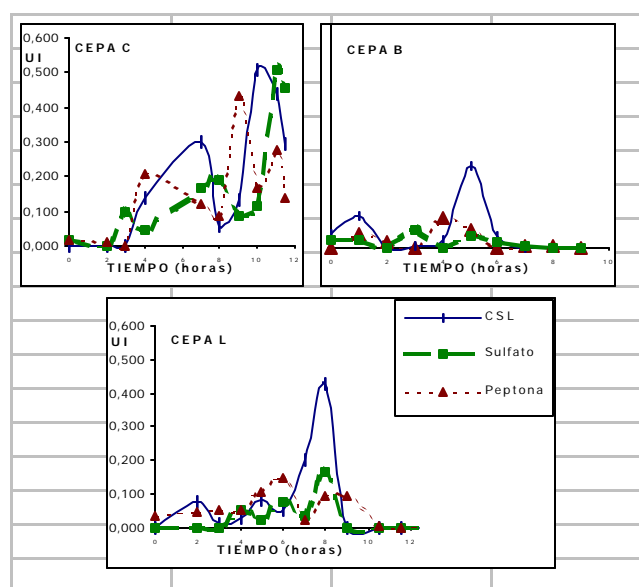 0,600
UI
CEPA C
0,500
0,400
0,300
0,200
0,100
0,000
0 2 4 6 8 10 12
TIEMPO (horas)
CEPA B
0 2 4 6 8 10
TIEMPO (horas)
0,600
UI
CEPA L
0,500
0,400
0,300
0,200
0,100
0,000
0 2 4 6 8 10 12
TIEMPO (horas)
CSL
Sulfato
Peptona